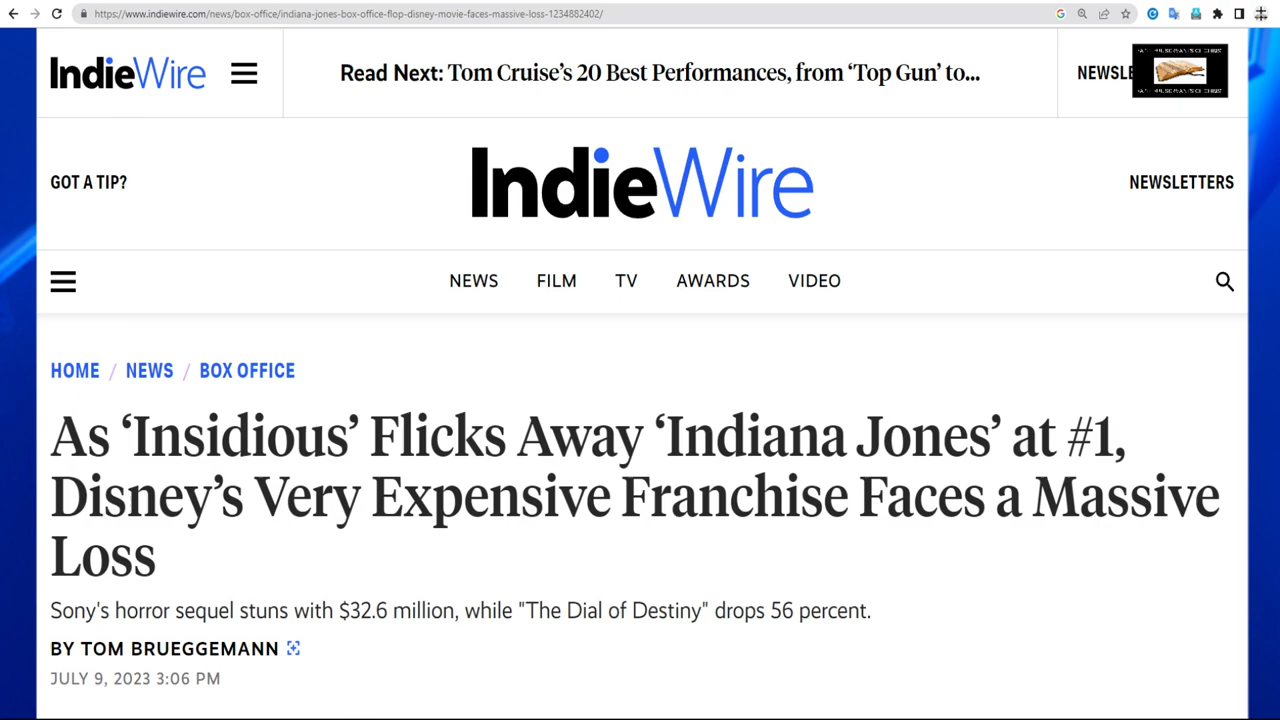 https://www.indiewire.com/news/box-office/indiana-jones-box-office-flop-disney-movie-faces-massive-loss-1234882402/
IndieWire
Read Next: Tom Cruise’s 20 Best Performances, from ‘Top Gun’ to...
NEWSLE
GOT A TIP?
IndieWire
NEWSLETTERS
NEWS FILM TV AWARDS VIDEO
HOME / NEWS / BOX OFFICE
As ‘Insidious’ Flicks Away ‘Indiana Jones’ at #1,
Disney’s Very Expensive Franchise Faces a Massive
Loss
Sony's horror sequel stuns with $32.6 million, while "The Dial of Destiny" drops 56 percent.
BY TOM BRUEGGEMANN
JULY 9, 2023 3:06 PM